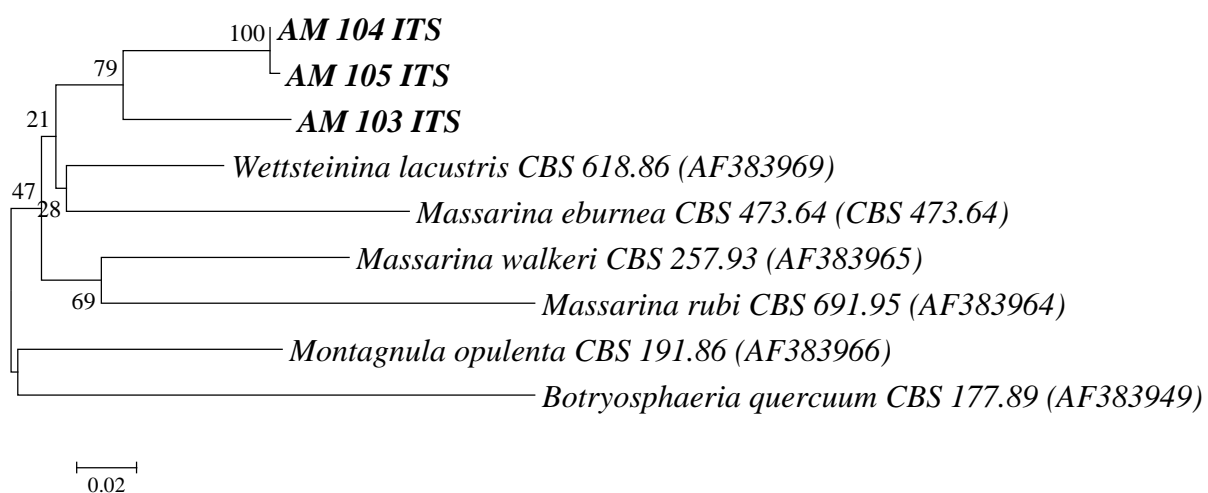 100 AM 104 ITS
79 AM 105 ITS
AM 103 ITS
21
Wettsteinina lacustris CBS 618.86 (AF383969)
47
28 Massarina eburnea CBS 473.64 (CBS 473.64)
Massarina walkeri CBS 257.93 (AF383965)
69 Massarina rubi CBS 691.95 (AF383964)
Montagnula opulenta CBS 191.86 (AF383966)
Botryosphaeria quercuum CBS 177.89 (AF383949)
0.02